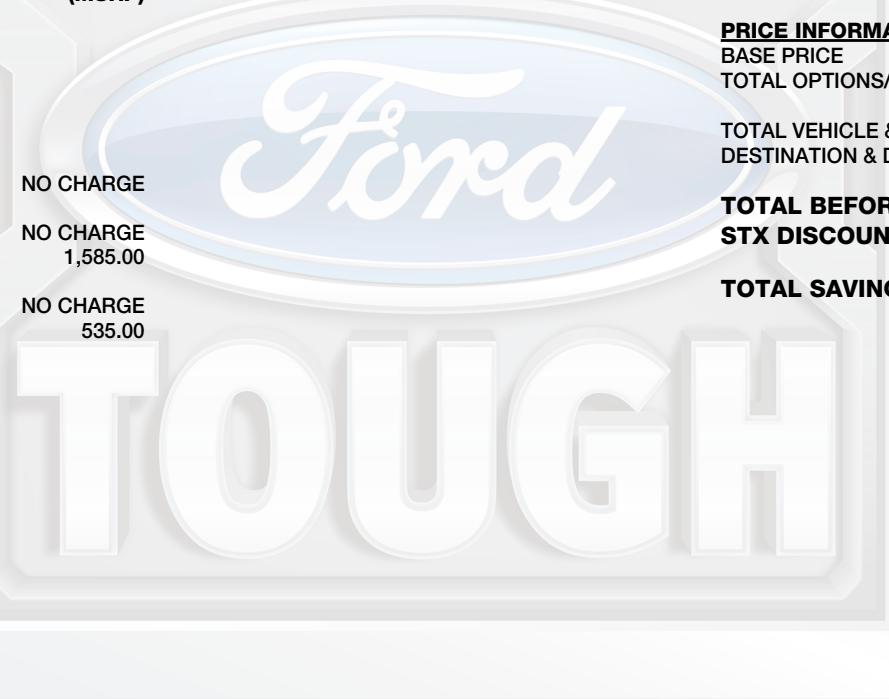 (MSRP)
NO CHARGE
NO CHARGE
1,585.00
NO CHARGE
535.00
PRICE INFORMA
BASE PRICE
TOTAL OPTIONS/
TOTAL VEHICLE &
DESTINATION & D
TOTAL BEFOR
STX DISCOUN
TOTAL SAVING
Ford
TOUGH